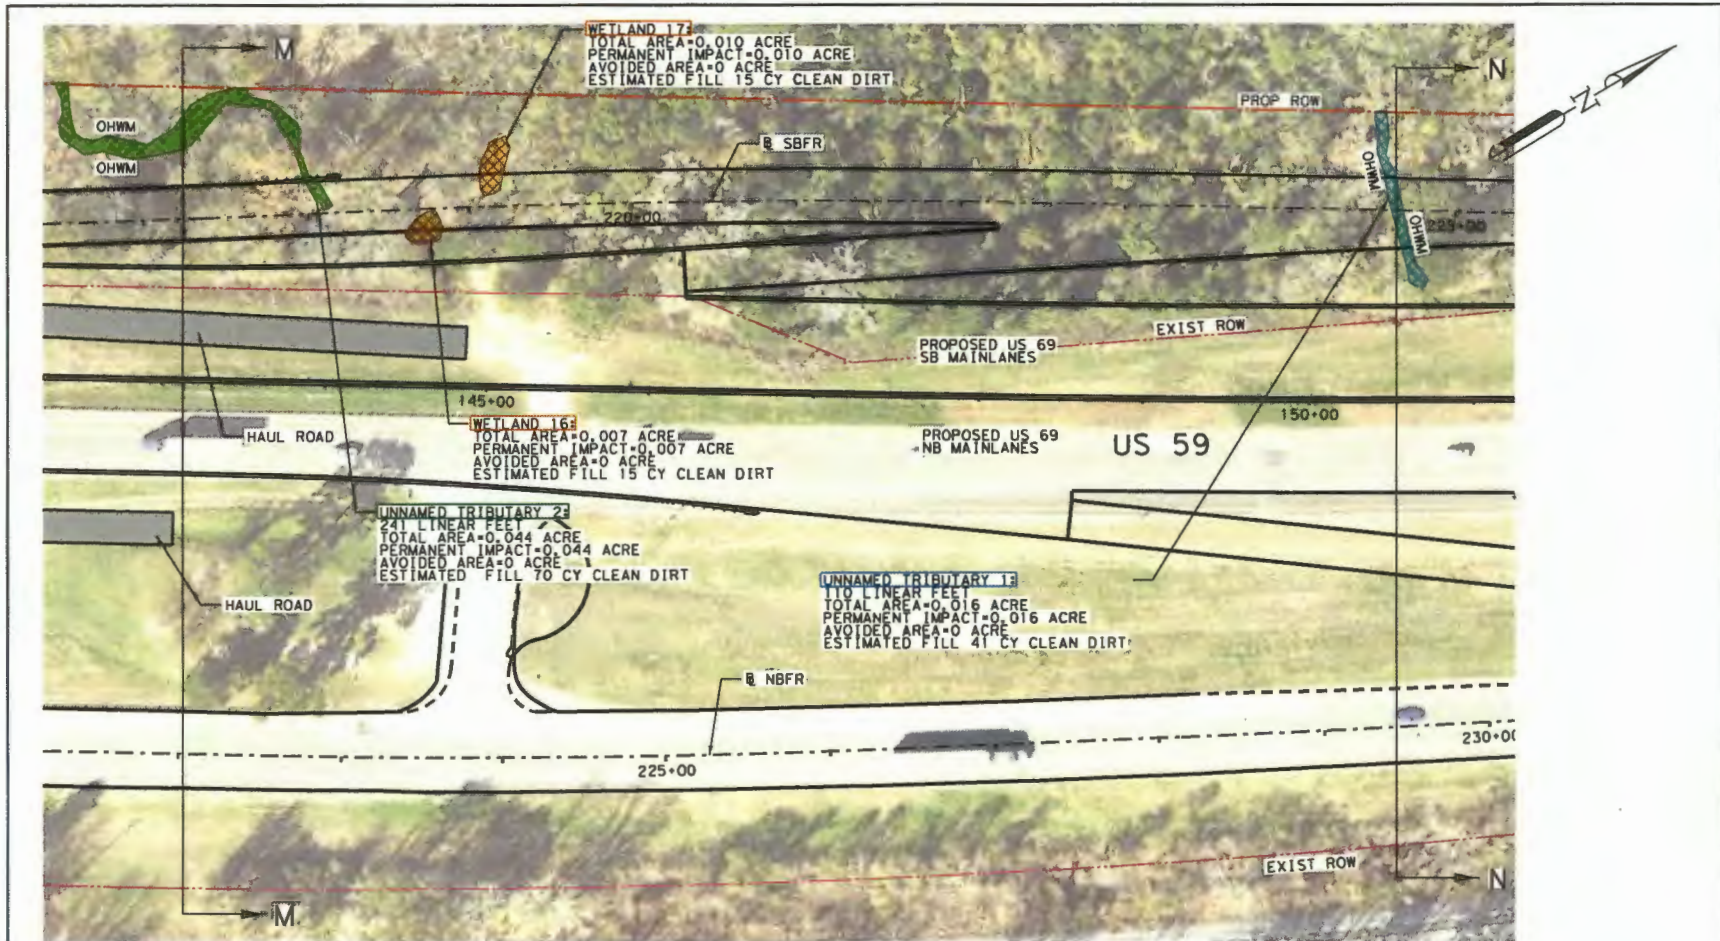 M
WETLAND 17:
TOTAL AREA=0.010 ACRE
PERMANENT IMPACT=0.010 ACRE
AVOIDED AREA=0 ACRE
ESTIMATED FILL 15 CY CLEAN DIRT
N
PROP ROW
Z
OHWM
OHWM
B SBFR
OHWM
OHWM
220+00
225+00
EXIST ROW
PROPOSED US 69
SB MAINLANES
145+00
150+00
HAUL ROAD
WETLAND 16:
TOTAL AREA=0.007 ACRE
PERMANENT IMPACT=0.007 ACRE
AVOIDED AREA=0 ACRE
ESTIMATED FILL 15 CY CLEAN DIRT
PROPOSED US 69
NB MAINLANES
US 59
UNNAMED TRIBUTARY 2:
241 LINEAR FEET
TOTAL AREA=0.044 ACRE
PERMANENT IMPACT=0.044 ACRE
AVOIDED AREA=0 ACRE
ESTIMATED FILL 70 CY CLEAN DIRT
HAUL ROAD
UNNAMED TRIBUTARY 1:
110 LINEAR FEET
TOTAL AREA=0.016 ACRE
PERMANENT IMPACT=0.016 ACRE
AVOIDED AREA=0 ACRE
ESTIMATED FILL 41 CY CLEAN DIRT
B NBFR
225+00
230+00
EXIST ROW
M
N